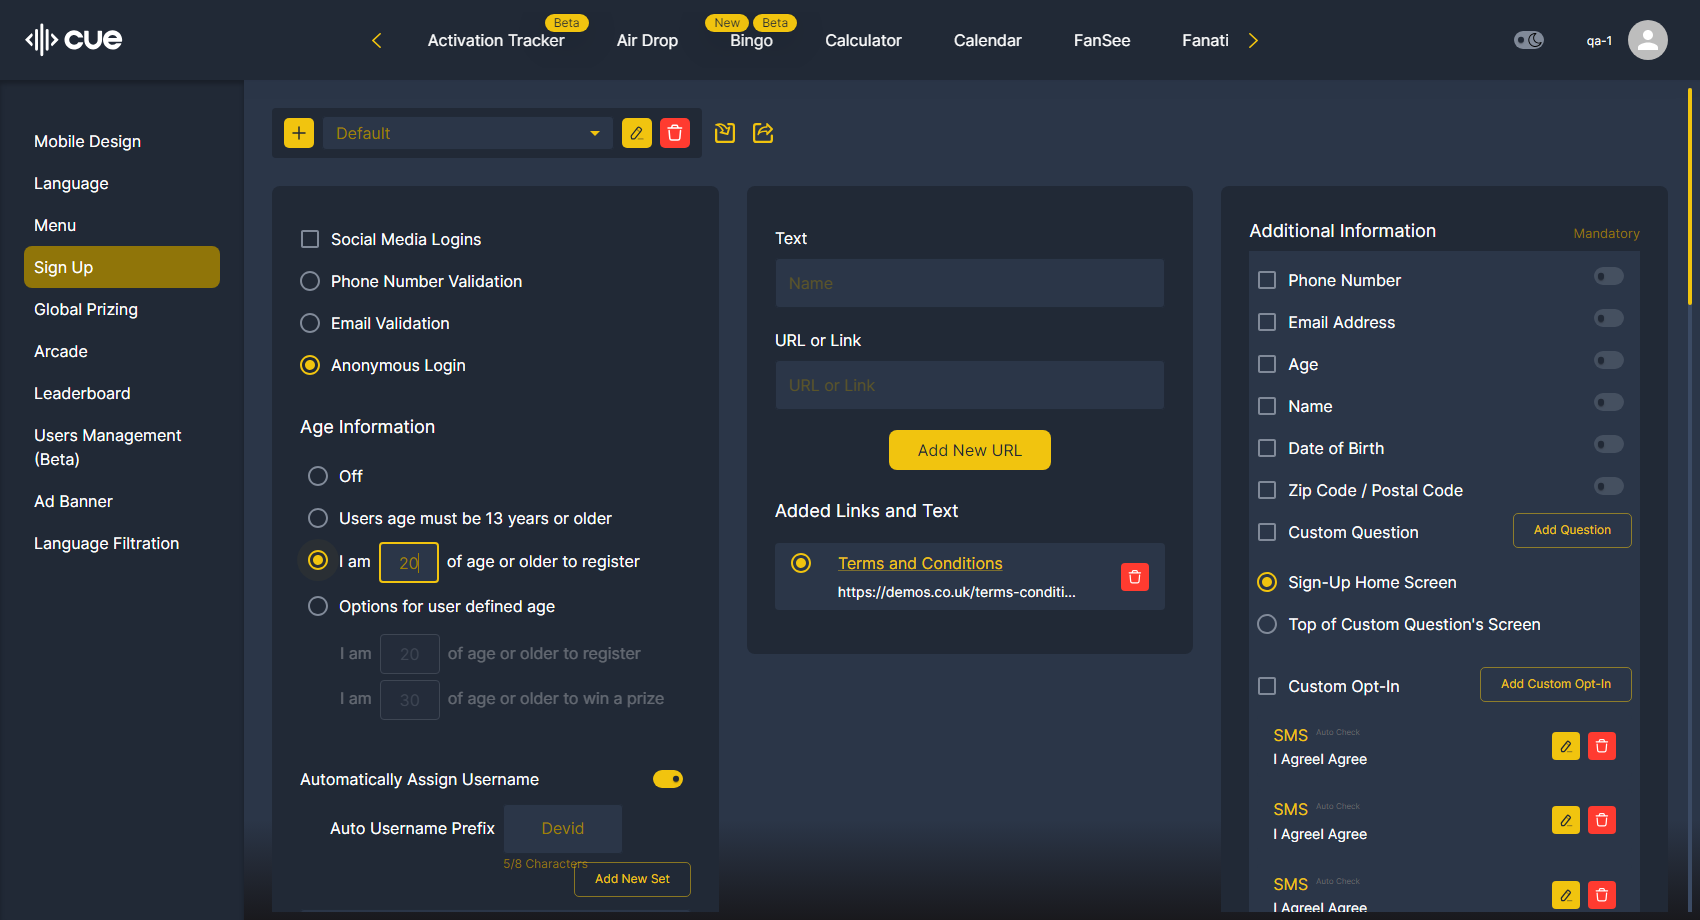 cue
Activation Tracker
Beta
Air Drop
New
Beta
Bingo
Calculator
Calendar
FanSee
Fanati
qa-1
Mobile Design
Language
Menu
Sign Up
Global Prizing
Arcade
Leaderboard
Users Management
(Beta)
Ad Banner
Language Filtration
Default
Social Media Logins
Phone Number Validation
Email Validation
Anonymous Login
Age Information
Off
Users age must be 13 years or older
I am 20 of age or older to register
Options for user defined age
I am 20 of age or older to register
I am 30 of age or older to win a prize
Automatically Assign Username
Auto Username Prefix Devid
5/8 Characters
Add New Set
Text
Name
URL or Link
URL or Link
Add New URL
Added Links and Text
Terms and Conditions
https://demos.co.uk/terms-conditi...
Additional Information Mandatory
Phone Number
Email Address
Age
Name
Date of Birth
Zip Code / Postal Code
Custom Question Add Question
Sign-Up Home Screen
Top of Custom Question's Screen
Custom Opt-In Add Custom Opt-In
SMS Auto Check
I AgreeI Agree
SMS Auto Check
I AgreeI Agree
SMS Auto Check
I AgreeI Agree